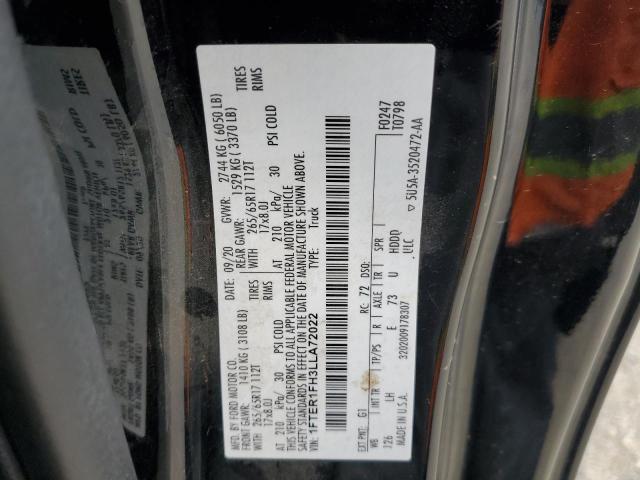 MFD. BY FORD MOTOR CO.
09/20 GVWR: 2744 KG ( 6050 LB)
FRONT GAWR: 1410 KG ( 3108 LB)
REAR GAWR: 1529 KG ( 3370 LB)
WITH 265/65R17 112T TIRES
WITH 265/65R17 112T TIRES
17x8.0J RIMS
17x8.0J RIMS
AT 210 kPa/ 30 PSI COLD
AT 210 kPa/ 30 PSI COLD
THIS VEHICLE CONFORMS TO ALL APPLICABLE FEDERAL MOTOR VEHICLE
SAFETY STANDARDS IN EFFECT ON THE DATE OF MANUFACTURE SHOWN ABOVE.
VIN: 1FTER1FH3LLA72022
TYPE: Truck
F0247
T0798
EXT PNT: G1 RC: 72 DSO:
WB INT TR TP/PS R AXLE TR SPR
126 LH E 73 U HDDD
MADE IN U.S.A. 3202009178307 ULC
▽ 5U5A-3520472-AA